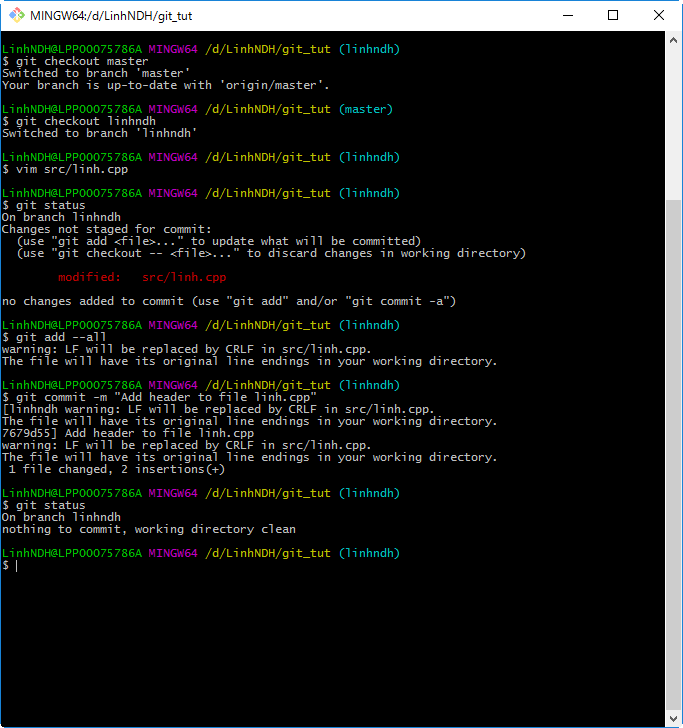 MINGW64:/d/LinhNDH/git_tut
LinhNDH@LPP00075786A MINGW64 /d/LinhNDH/git_tut (linhndh)
$ git checkout master
Switched to branch 'master'
Your branch is up-to-date with 'origin/master'.
LinhNDH@LPP00075786A MINGW64 /d/LinhNDH/git_tut (master)
$ git checkout linhndh
Switched to branch 'linhndh'
LinhNDH@LPP00075786A MINGW64 /d/LinhNDH/git_tut (linhndh)
$ vim src/linh.cpp
LinhNDH@LPP00075786A MINGW64 /d/LinhNDH/git_tut (linhndh)
$ git status
On branch linhndh
Changes not staged for commit:
  (use "git add <file>..." to update what will be committed)
  (use "git checkout -- <file>..." to discard changes in working directory)
        modified:   src/linh.cpp
no changes added to commit (use "git add" and/or "git commit -a")
LinhNDH@LPP00075786A MINGW64 /d/LinhNDH/git_tut (linhndh)
$ git add --all
warning: LF will be replaced by CRLF in src/linh.cpp.
The file will have its original line endings in your working directory.
LinhNDH@LPP00075786A MINGW64 /d/LinhNDH/git_tut (linhndh)
$ git commit -m "Add header to file linh.cpp"
[linhndh warning: LF will be replaced by CRLF in src/linh.cpp.
The file will have its original line endings in your working directory.
7679d55] Add header to file linh.cpp
warning: LF will be replaced by CRLF in src/linh.cpp.
The file will have its original line endings in your working directory.
 1 file changed, 2 insertions(+)
LinhNDH@LPP00075786A MINGW64 /d/LinhNDH/git_tut (linhndh)
$ git status
On branch linhndh
nothing to commit, working directory clean
LinhNDH@LPP00075786A MINGW64 /d/LinhNDH/git_tut (linhndh)
$